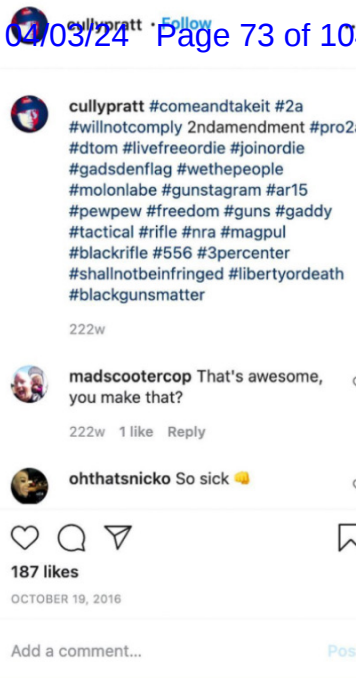 cullypratt • Follow
04/03/24 Page 73 of 10
cullypratt #comeandtakeit #2a
#willnotcomply 2ndamendment #pro2a
#dtom #livefreeordie #joinordie
#gadsdenflag #wethepeople
#molonlabe #gunstagram #ar15
#pewpew #freedom #guns #gaddy
#tactical #rifle #nra #magpul
#blackrifle #556 #3percenter
#shallnotbeinfringed #libertyordeath
#blackgunsmatter
222w
madscootercop That's awesome,
you make that?
222w 1 like Reply
ohthatsnicko So sick 👊
187 likes
OCTOBER 19, 2016
Add a comment...
Pos